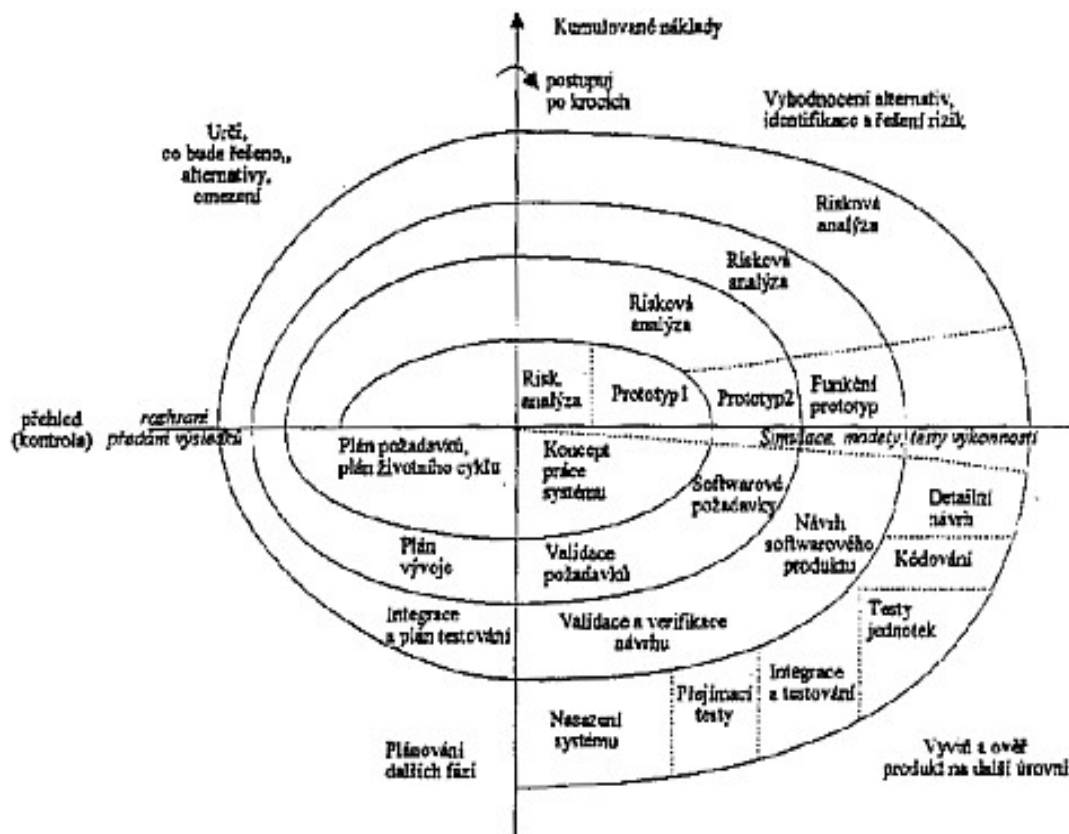 Kumulované náklady
postupuj
po krocích
Vyhodnocení alternativ,
identifikace a řešení rizik
Urči,
co bude řešeno,
alternativy,
omezení
Risková
analýza
Risková
analýza
Risková
analýza
Risk.
analýza
Prototyp1
Prototyp2
Funkční
prototyp
přehled
(kontrola)
rozhraní
předání výsledků
Simulace, modely, testy výkonnosti
Plán požadavků,
plán životního cyklu
Koncept
práce
systému
Softwarové
požadavky
Návrh
softwarového
produktu
Detailní
návrh
Kódování
Plán
vývoje
Validace
požadavků
Testy
jednotek
Integrace
a plán testování
Validace a verifikace
návrhu
Integrace
a testování
Přejímací
testy
Nasazení
systému
Plánování
dalších fází
Vyviň a ověř
produkt na další úrovni